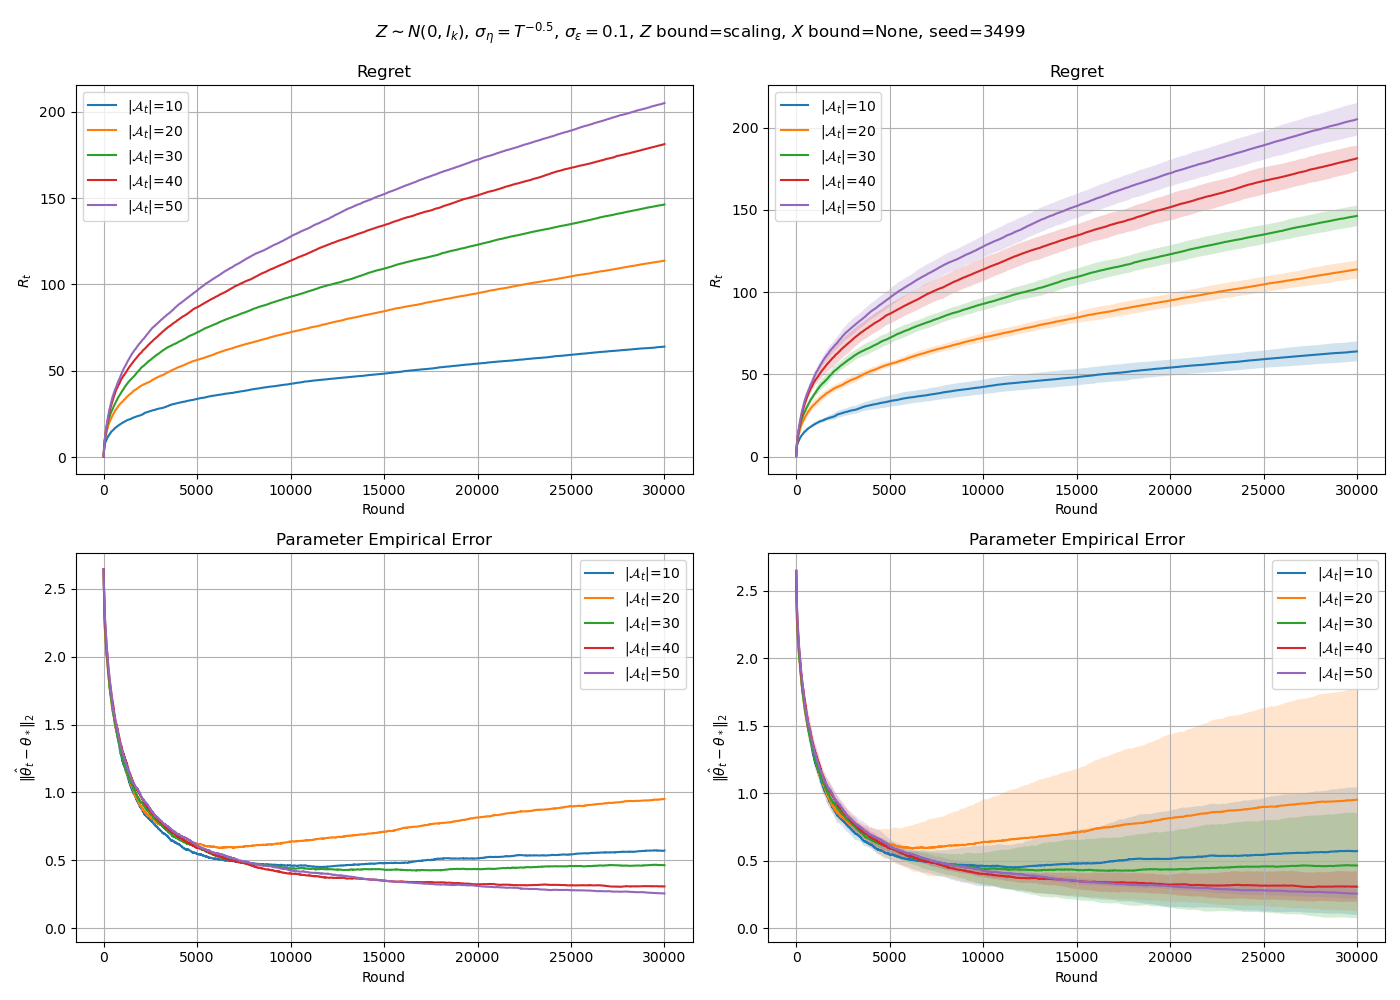 Z ∼ N(0, I_k), σ_η = T^{−0.5}, σ_ε = 0.1, Z bound=scaling, X bound=None, seed=3499
Regret
|𝒜_t|=10
|𝒜_t|=20
|𝒜_t|=30
|𝒜_t|=40
|𝒜_t|=50
R_t
200
150
100
50
0
0 5000 10000 15000 20000 25000 30000
Round
Regret
|𝒜_t|=10
|𝒜_t|=20
|𝒜_t|=30
|𝒜_t|=40
|𝒜_t|=50
R_t
200
150
100
50
0
0 5000 10000 15000 20000 25000 30000
Round
Parameter Empirical Error
|𝒜_t|=10
|𝒜_t|=20
|𝒜_t|=30
|𝒜_t|=40
|𝒜_t|=50
‖θ̂_t − θ_*‖₂
2.5
2.0
1.5
1.0
0.5
0.0
0 5000 10000 15000 20000 25000 30000
Round
Parameter Empirical Error
|𝒜_t|=10
|𝒜_t|=20
|𝒜_t|=30
|𝒜_t|=40
|𝒜_t|=50
‖θ̂_t − θ_*‖₂
2.5
2.0
1.5
1.0
0.5
0.0
0 5000 10000 15000 20000 25000 30000
Round